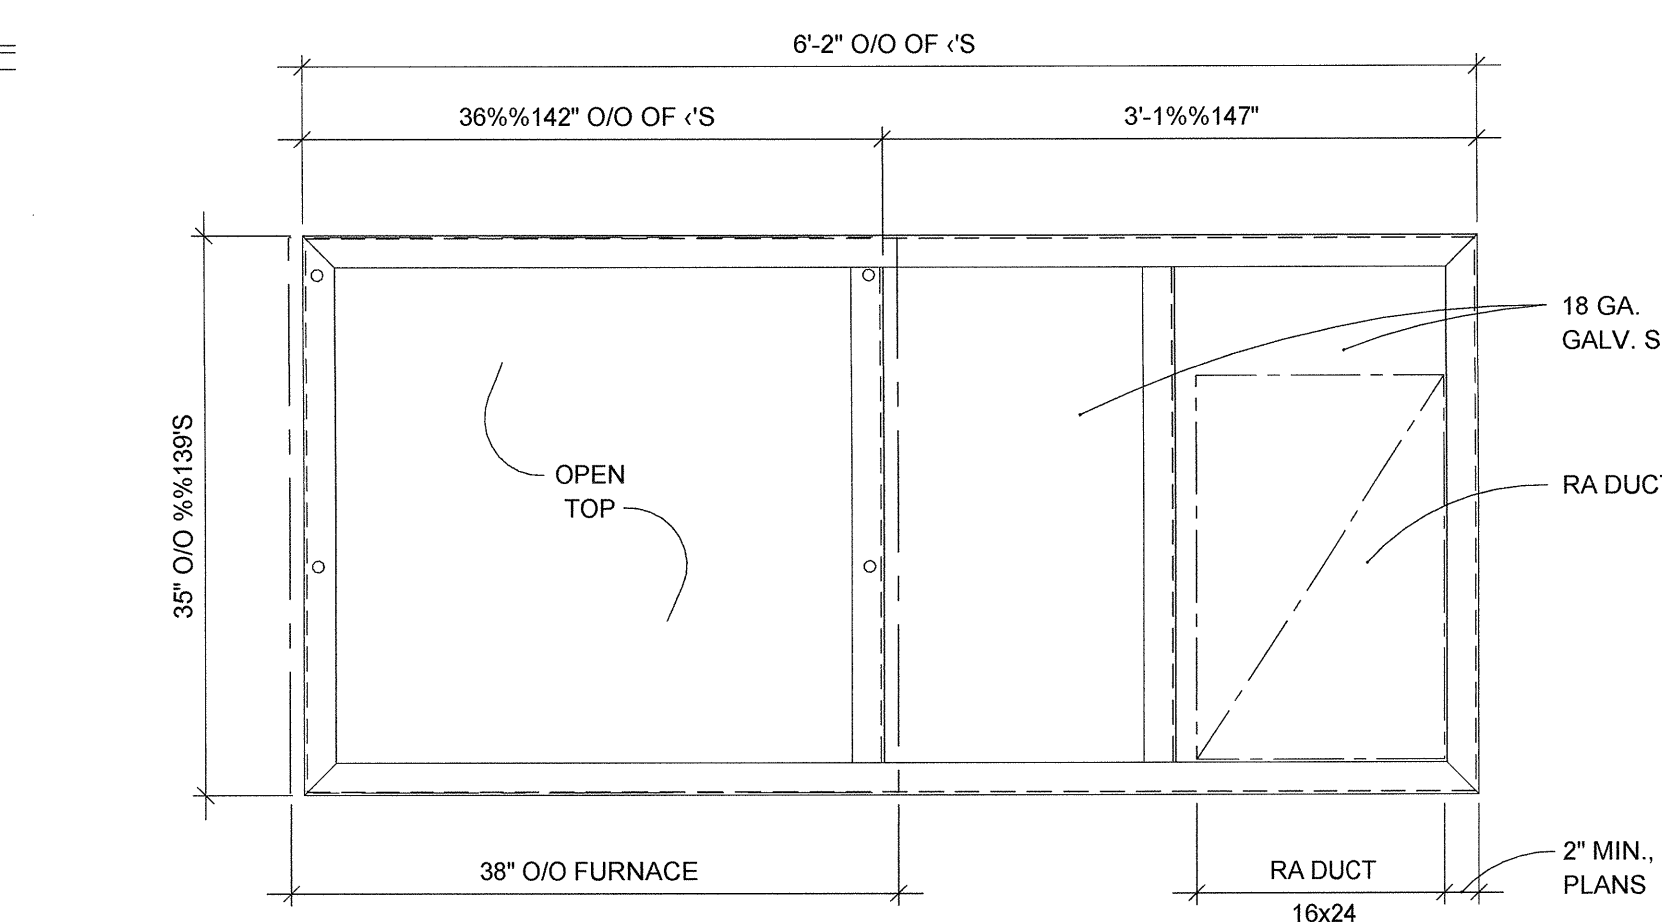 6'-2" O/O OF ‹'S
36%%142" O/O OF ‹'S
3'-1%%147"
18 GA.
GALV. S
35" O/O %%139'S
OPEN
TOP
RA DUCT
38" O/O FURNACE
RA DUCT
16x24
2" MIN.,
PLANS